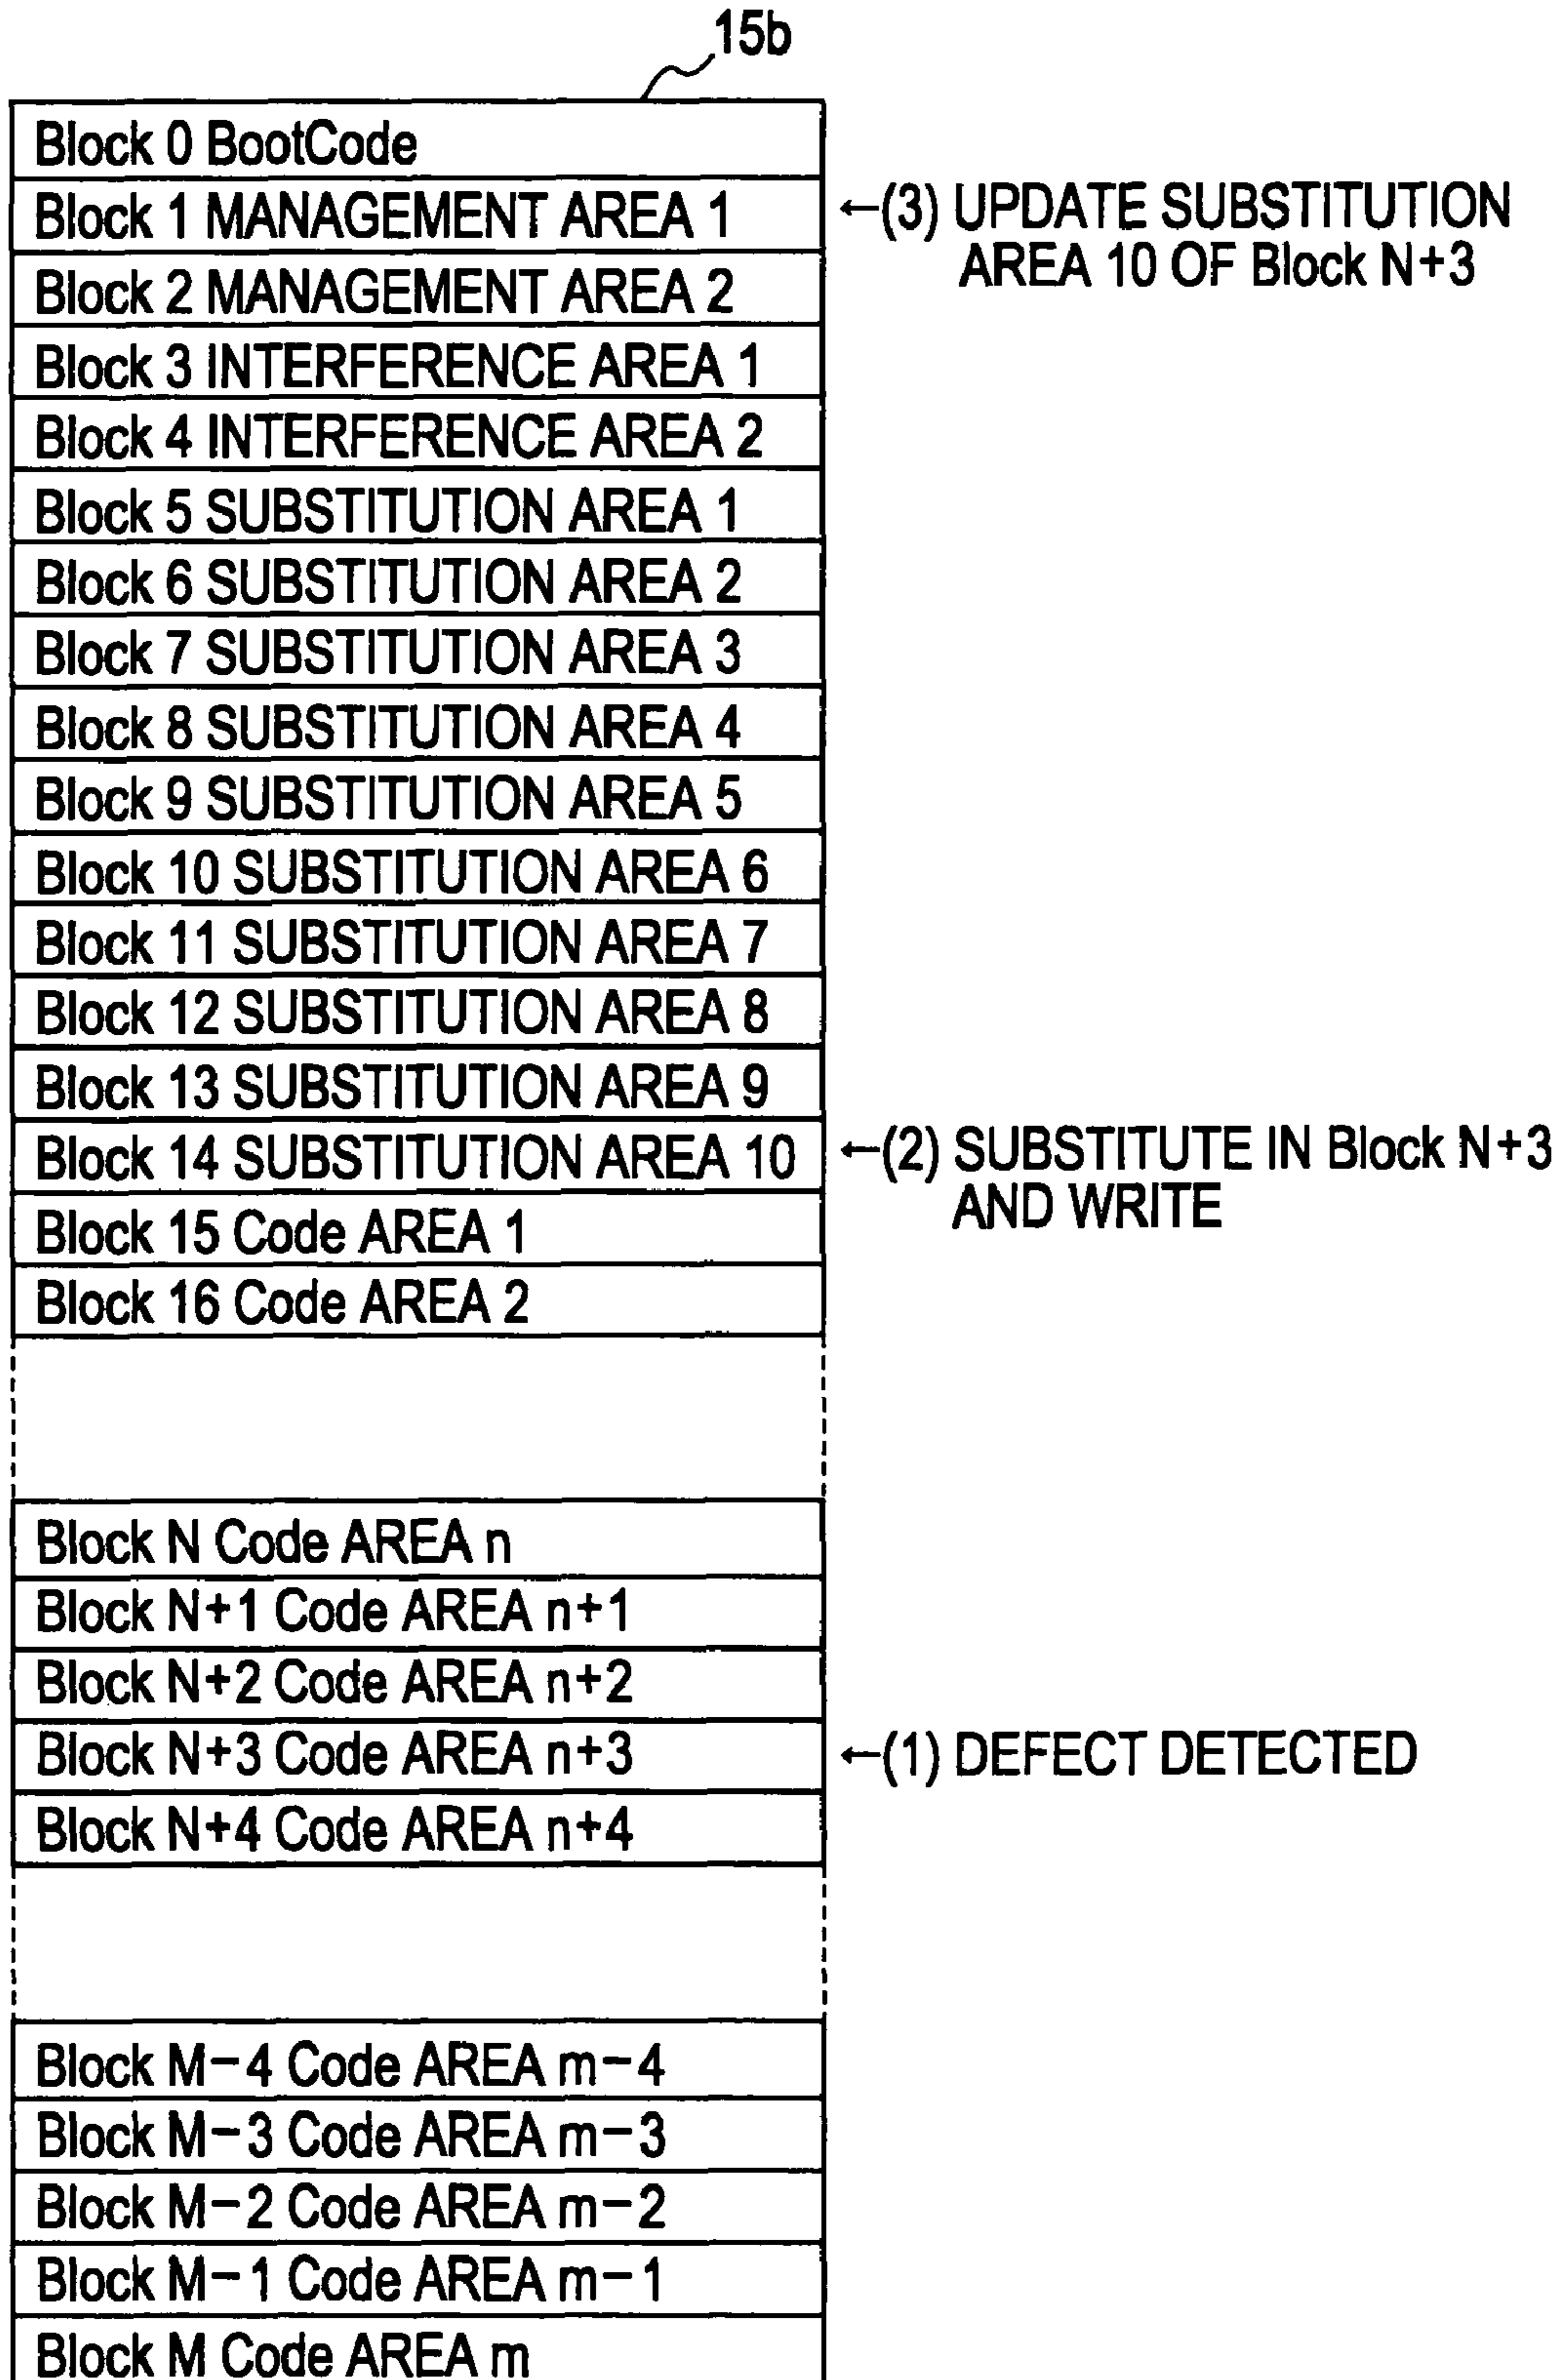 15b
Block 0 BootCode
Block 1 MANAGEMENT AREA 1
←(3) UPDATE SUBSTITUTION
AREA 10 OF Block N+3
Block 2 MANAGEMENT AREA 2
Block 3 INTERFERENCE AREA 1
Block 4 INTERFERENCE AREA 2
Block 5 SUBSTITUTION AREA 1
Block 6 SUBSTITUTION AREA 2
Block 7 SUBSTITUTION AREA 3
Block 8 SUBSTITUTION AREA 4
Block 9 SUBSTITUTION AREA 5
Block 10 SUBSTITUTION AREA 6
Block 11 SUBSTITUTION AREA 7
Block 12 SUBSTITUTION AREA 8
Block 13 SUBSTITUTION AREA 9
Block 14 SUBSTITUTION AREA 10
←(2) SUBSTITUTE IN Block N+3
AND WRITE
Block 15 Code AREA 1
Block 16 Code AREA 2
Block N Code AREA n
Block N+1 Code AREA n+1
Block N+2 Code AREA n+2
Block N+3 Code AREA n+3
←(1) DEFECT DETECTED
Block N+4 Code AREA n+4
Block M-4 Code AREA m-4
Block M-3 Code AREA m-3
Block M-2 Code AREA m-2
Block M-1 Code AREA m-1
Block M Code AREA m